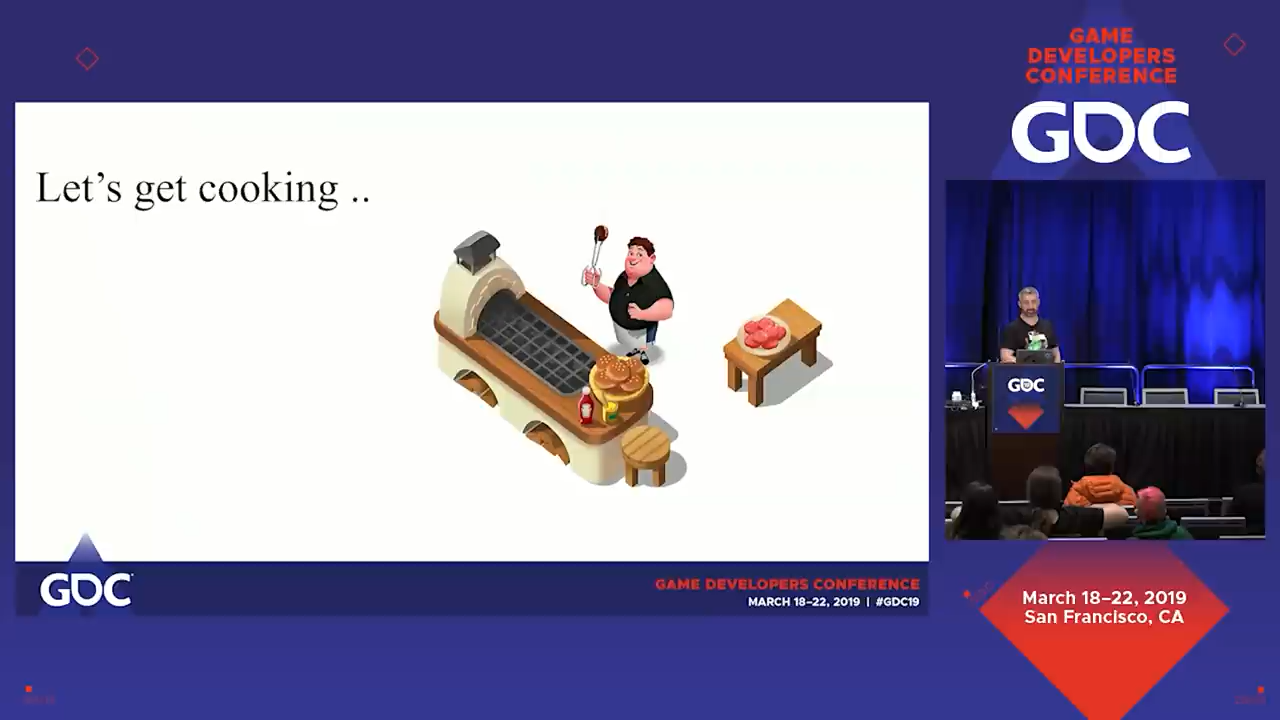 GAME
DEVELOPERS
CONFERENCE
GDC
Let's get cooking ..
GDC
GDC
GAME DEVELOPERS CONFERENCE
MARCH 18-22, 2019 | #GDC19
March 18–22, 2019
San Francisco, CA